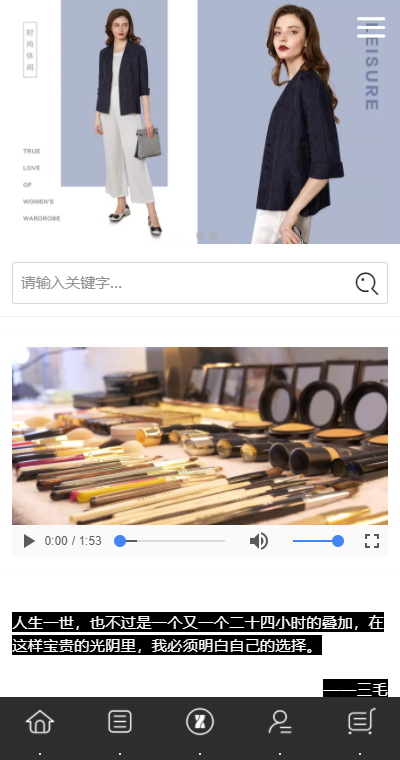 时尚休闲
LEISURE
TRUE
LOVE
OF
WOMEN'S
WARDROBE
请输入关键字...
0:00 / 1:53
人生一世，也不过是一个又一个二十四小时的叠加，在
这样宝贵的光阴里，我必须明白自己的选择。
——三毛